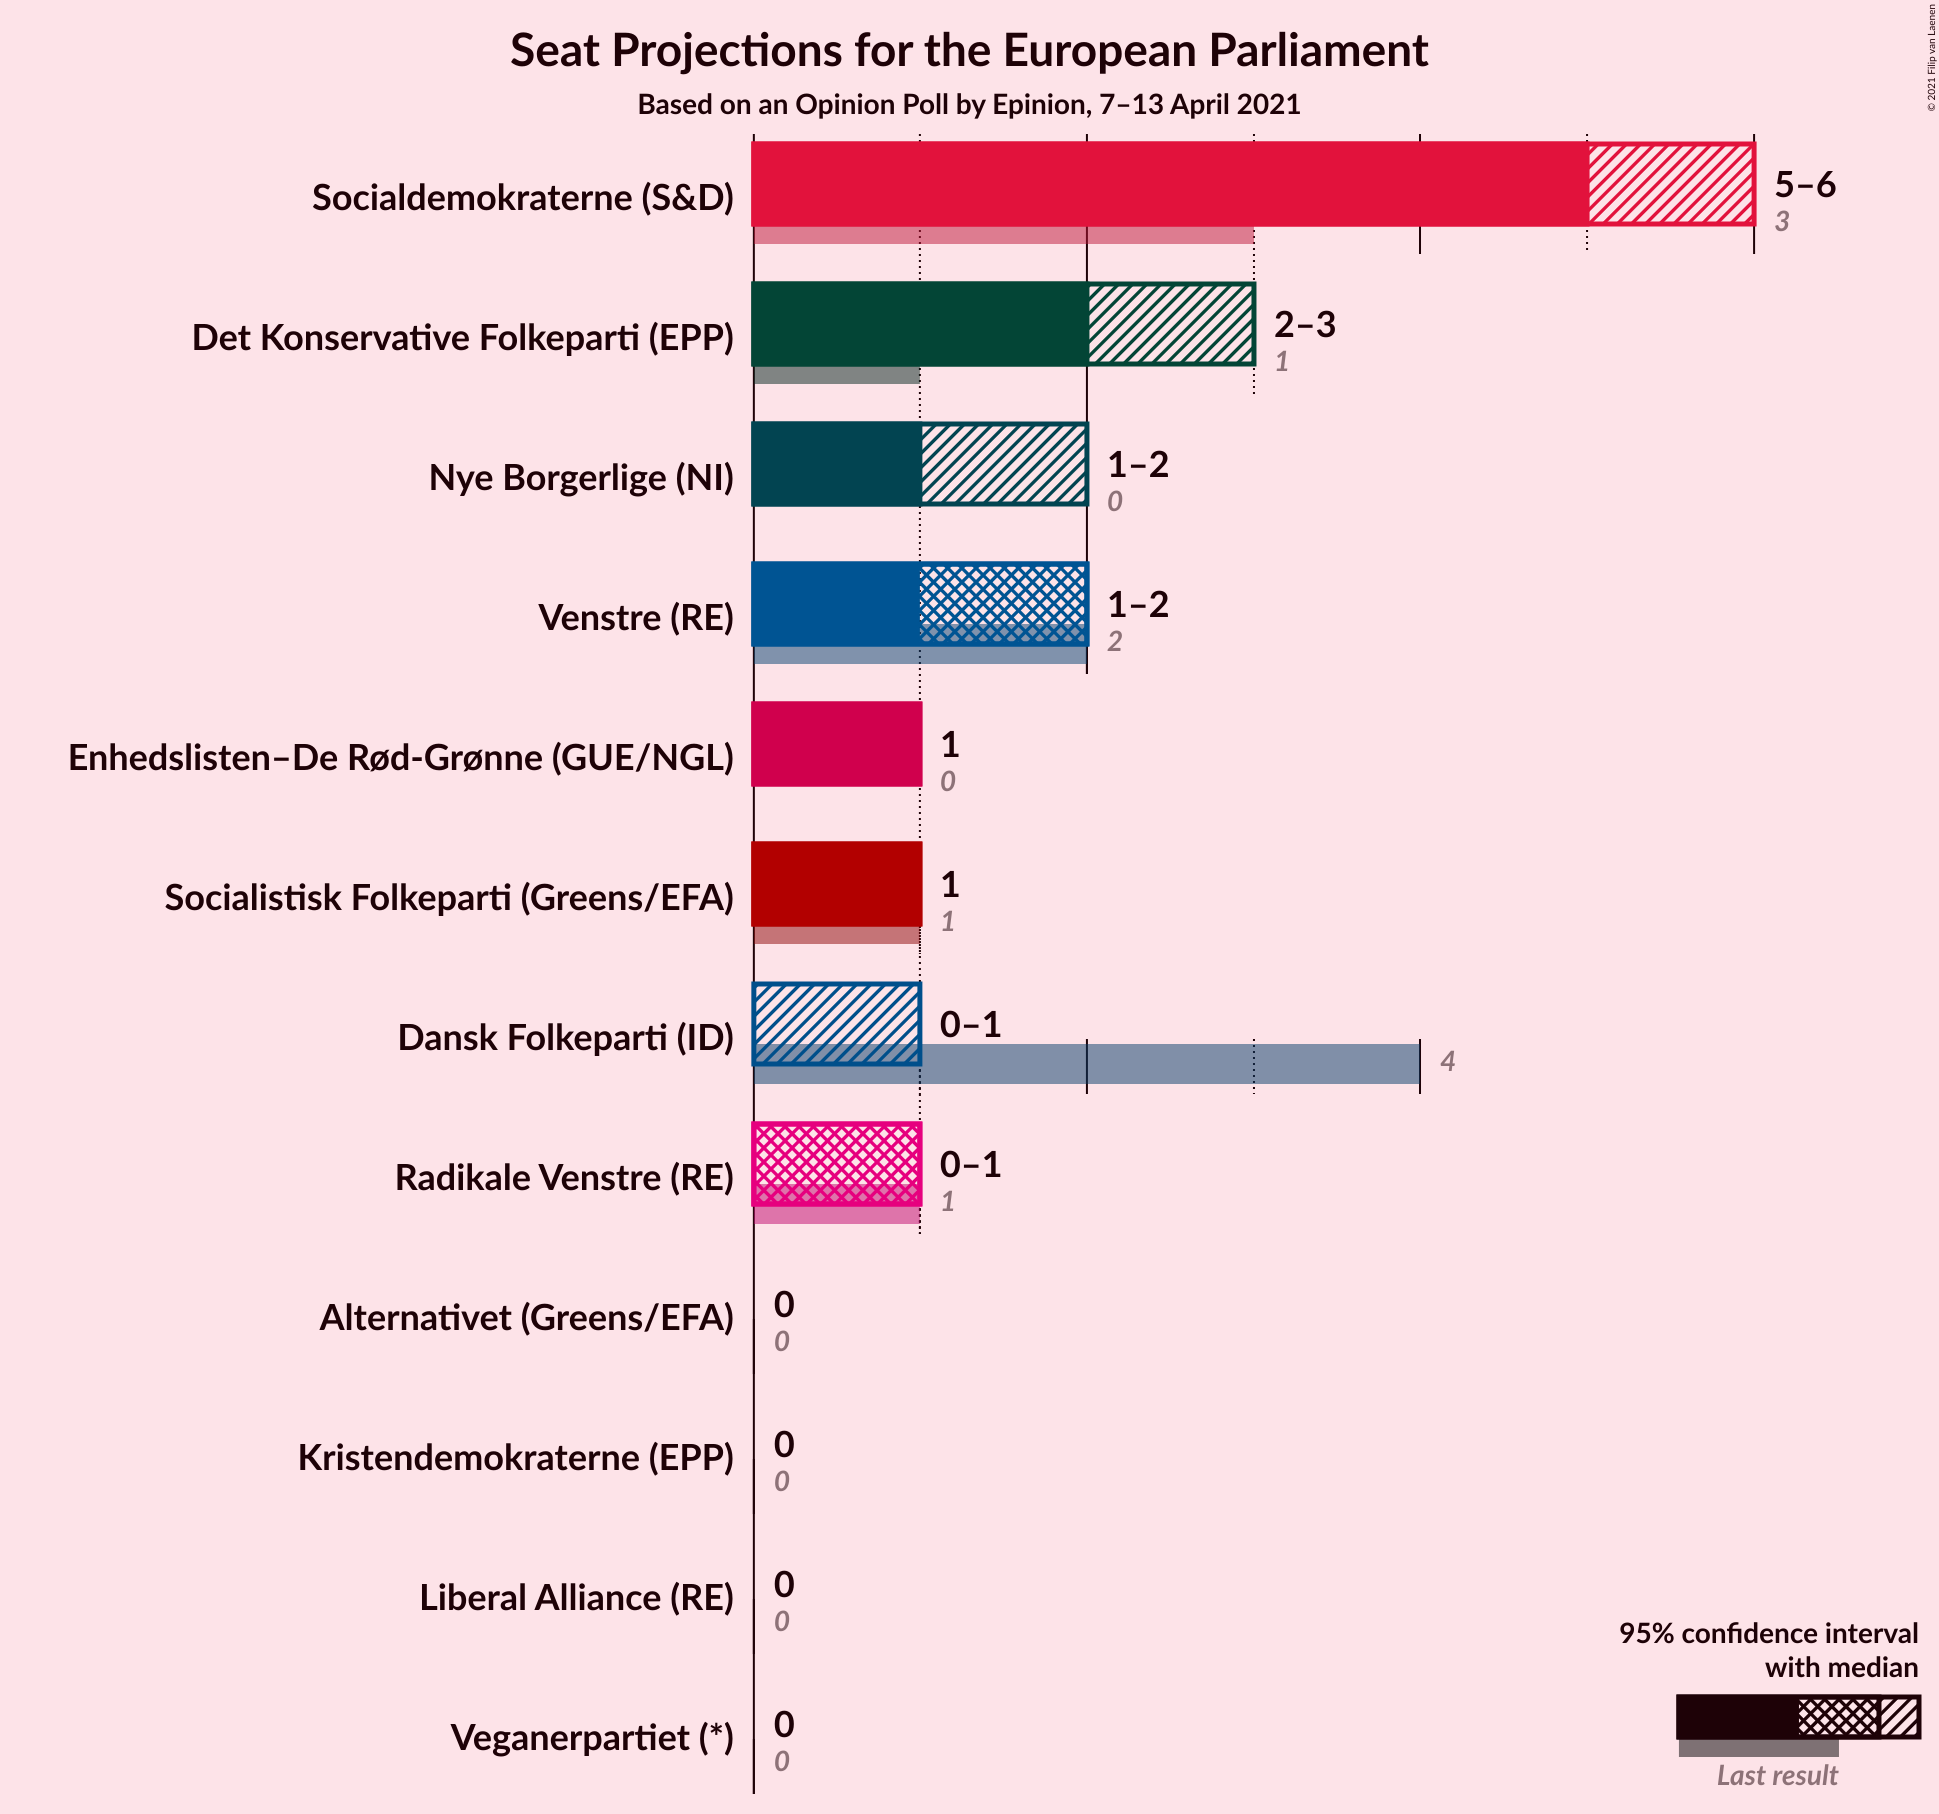 Seat Projections for the European Parliament
Based on an Opinion Poll by Epinion, 7–13 April 2021
© 2021 Filip van Laenen
Socialdemokraterne (S&D)
5–6
3
Det Konservative Folkeparti (EPP)
2–3
1
Nye Borgerlige (NI)
1–2
0
Venstre (RE)
1–2
2
Enhedslisten–De Rød-Grønne (GUE/NGL)
1
0
Socialistisk Folkeparti (Greens/EFA)
1
1
Dansk Folkeparti (ID)
0–1
4
Radikale Venstre (RE)
0–1
1
Alternativet (Greens/EFA)
0
0
Kristendemokraterne (EPP)
0
0
Liberal Alliance (RE)
0
0
Veganerpartiet (*)
0
0
95% confidence interval
with median
Last result